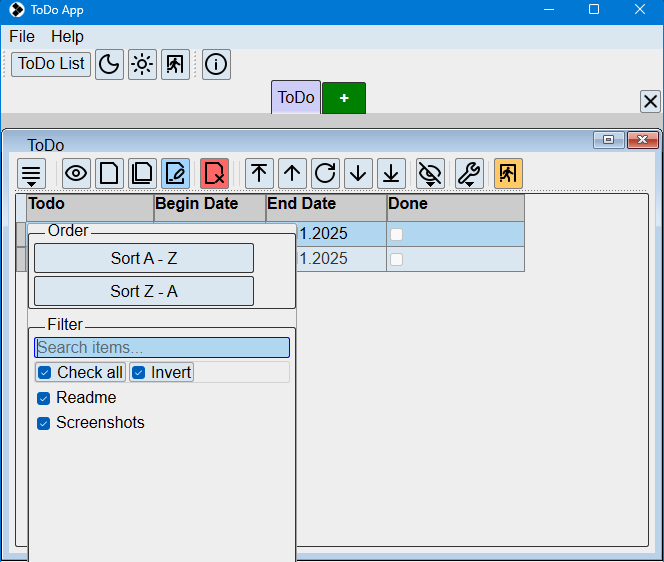 ToDo App
File Help
ToDo List
ToDo +
ToDo
Todo Begin Date End Date Done
1.2025
1.2025
Order
Sort A - Z
Sort Z - A
Filter
Search items...
Check all Invert
Readme
Screenshots